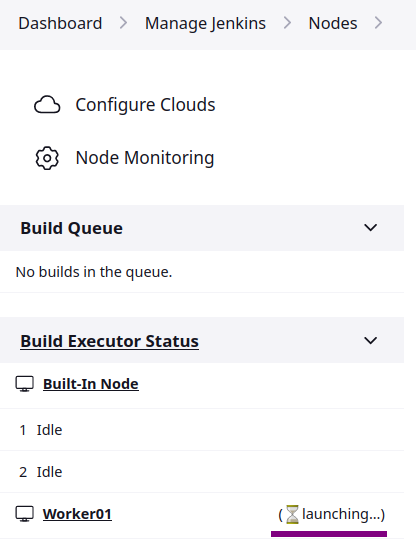 Dashboard > Manage Jenkins > Nodes >
Configure Clouds
Node Monitoring
Build Queue
No builds in the queue.
Build Executor Status
Built-In Node
1 Idle
2 Idle
Worker01 (⏳launching...)